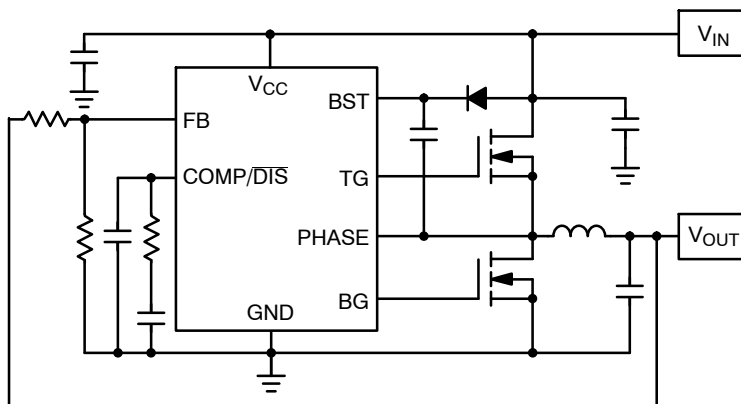 V_IN
V_CC
BST
FB
COMP/DIS
TG
PHASE
V_OUT
BG
GND